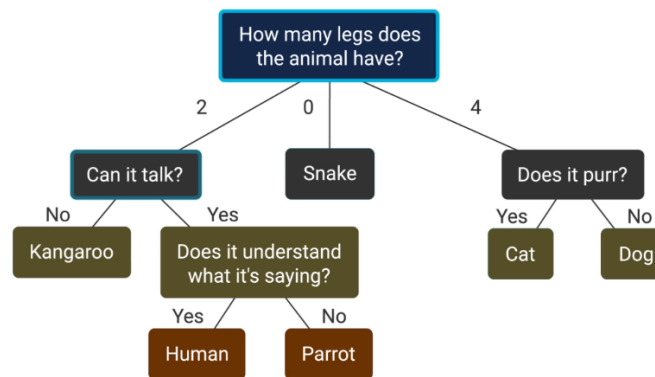 How many legs does
the animal have?
2
0
4
Can it talk?
Snake
Does it purr?
No
Yes
Yes
No
Kangaroo
Does it understand
what it's saying?
Cat
Dog
Yes
No
Human
Parrot